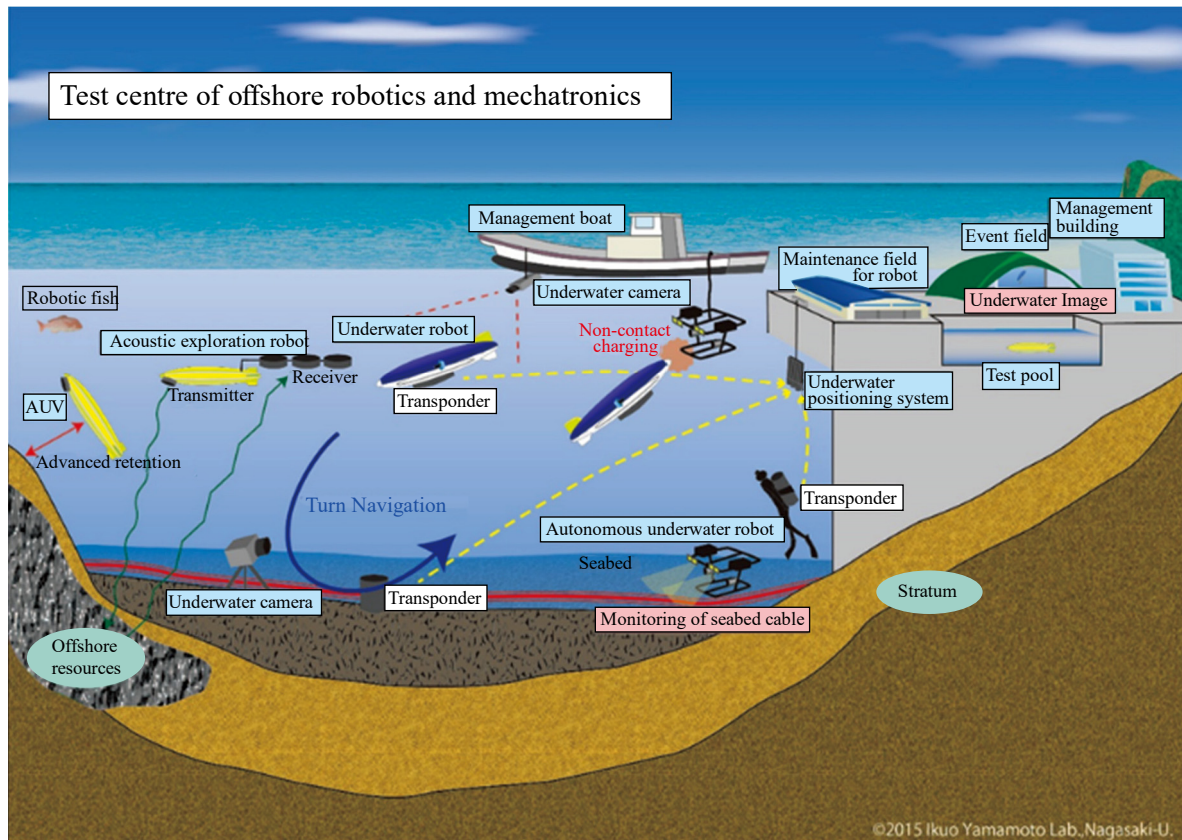 Test centre of offshore robotics and mechatronics
Management boat
Management
building
Event field
Maintenance field
for robot
Underwater camera
Underwater Image
Robotic fish
Underwater robot
Non-contact
charging
Acoustic exploration robot
Receiver
Transmitter
Transponder
Test pool
Underwater
positioning system
AUV
Advanced retention
Turn Navigation
Transponder
Autonomous underwater robot
Seabed
Underwater camera
Transponder
Monitoring of seabed cable
Stratum
Offshore
resources
©2015 Ikuo Yamamoto Lab.,Nagasaki-U.